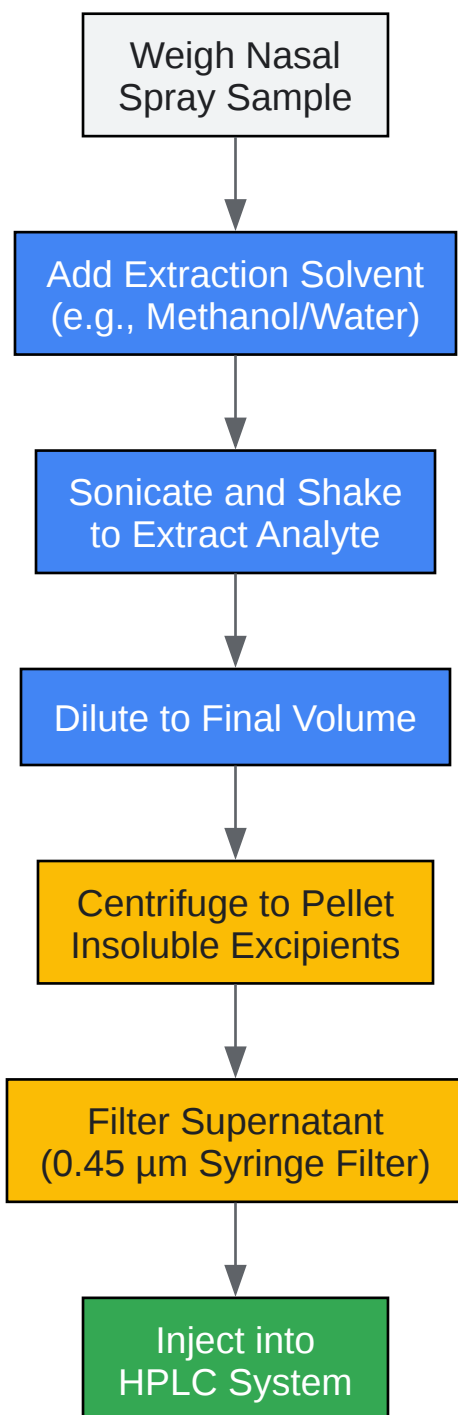 Weigh Nasal
Spray Sample
Add Extraction Solvent
(e.g., Methanol/Water)
Sonicate and Shake
to Extract Analyte
Dilute to Final Volume
Centrifuge to Pellet
Insoluble Excipients
Filter Supernatant
(0.45 µm Syringe Filter)
Inject into
HPLC System